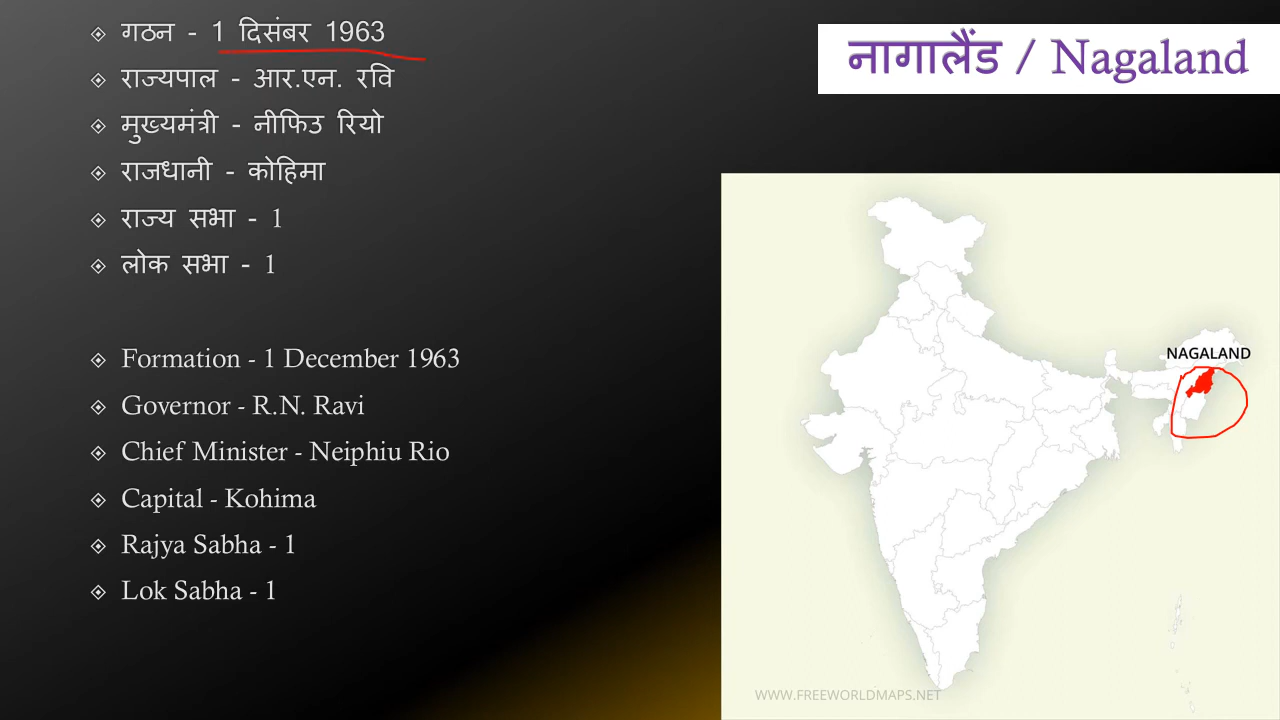 गठन - 1 दिसंबर 1963
राज्यपाल - आर.एन. रवि
मुख्यमंत्री - नीफिउ रियो
राजधानी - कोहिमा
राज्य सभा - 1
लोक सभा - 1
Formation - 1 December 1963
Governor - R.N. Ravi
Chief Minister - Neiphiu Rio
Capital - Kohima
Rajya Sabha - 1
Lok Sabha - 1
नागालैंड / Nagaland
NAGALAND
WWW.FREEWORLDMAPS.NET